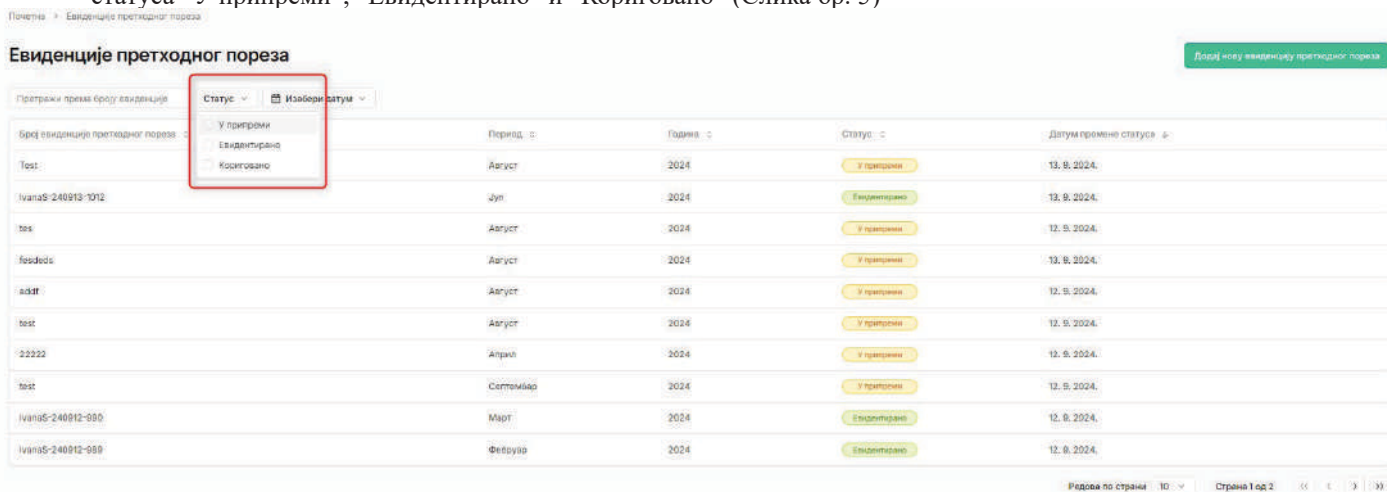 статуса "У припреми", "Евидентирано" и "Кориговано" (Слика бр. 5)
Почетна > Евиденције претходног пореза
Евиденције претходног пореза
Додај нову евиденцију претходног пореза
Претражи према броју евиденције Статус Изабери датум
У припреми
Евидентирано
Кориговано
Број евиденције претходног пореза Период Година Статус Датум промене статуса
Test Август 2024 У припреми 13. 9. 2024.
IvanaS-240913-1012 Јул 2024 Евидентирано 13. 9. 2024.
tes Август 2024 У припреми 12. 9. 2024.
fesdeds Август 2024 У припреми 13. 9. 2024.
addf Август 2024 У припреми 12. 9. 2024.
test Август 2024 У припреми 12. 9. 2024.
22222 Април 2024 У припреми 12. 9. 2024.
test Септембар 2024 У припреми 12. 9. 2024.
IvanaS-240912-990 Март 2024 Евидентирано 12. 9. 2024.
IvanaS-240912-989 Фебруар 2024 Евидентирано 12. 9. 2024.
Редова по страни 10 Страна 1 од 2